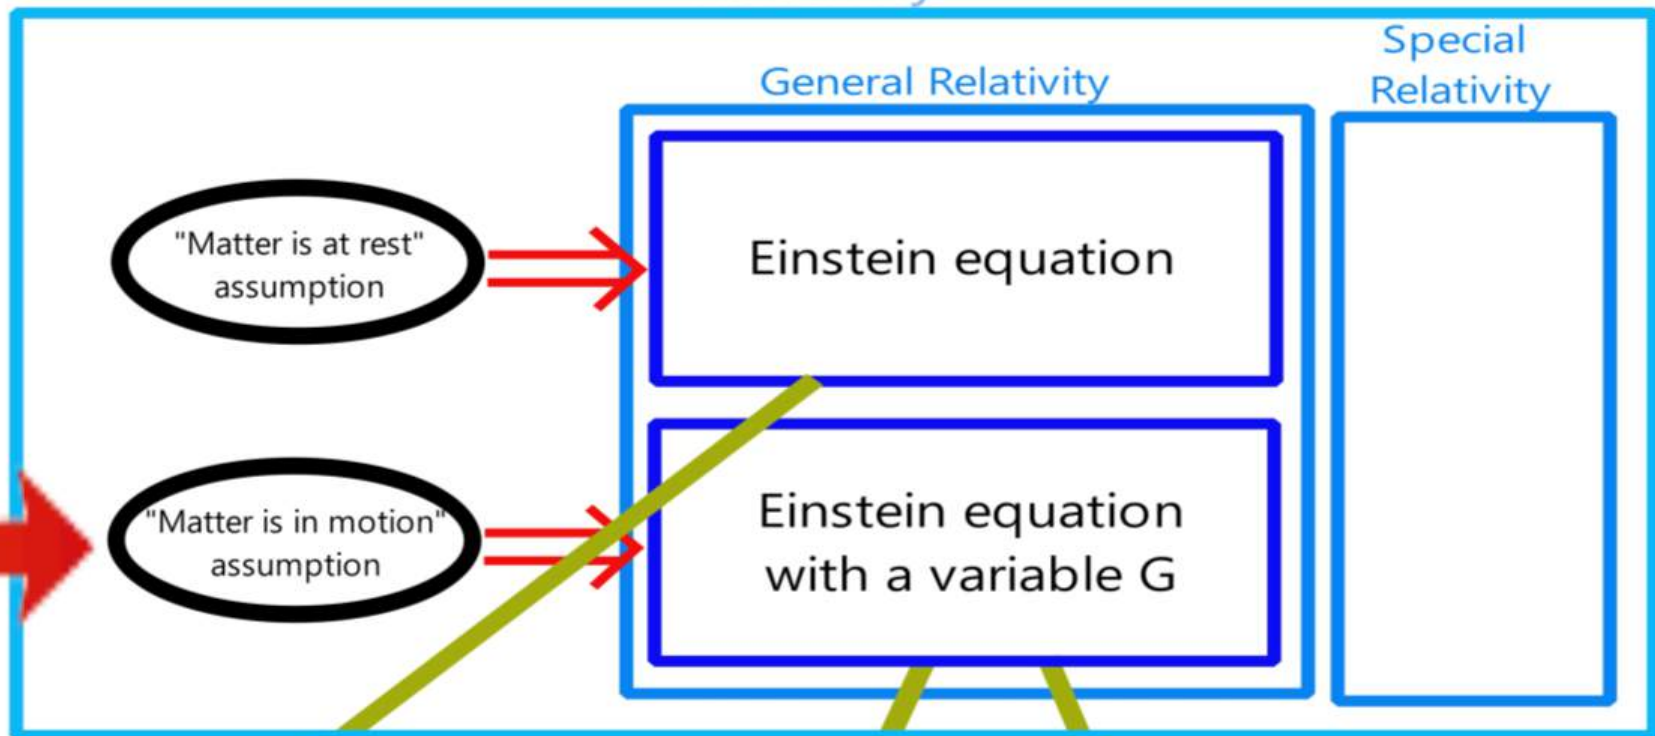 Special
Relativity
General Relativity
"Matter is at rest"
assumption
Einstein equation
"Matter is in motion"
assumption
Einstein equation
with a variable G